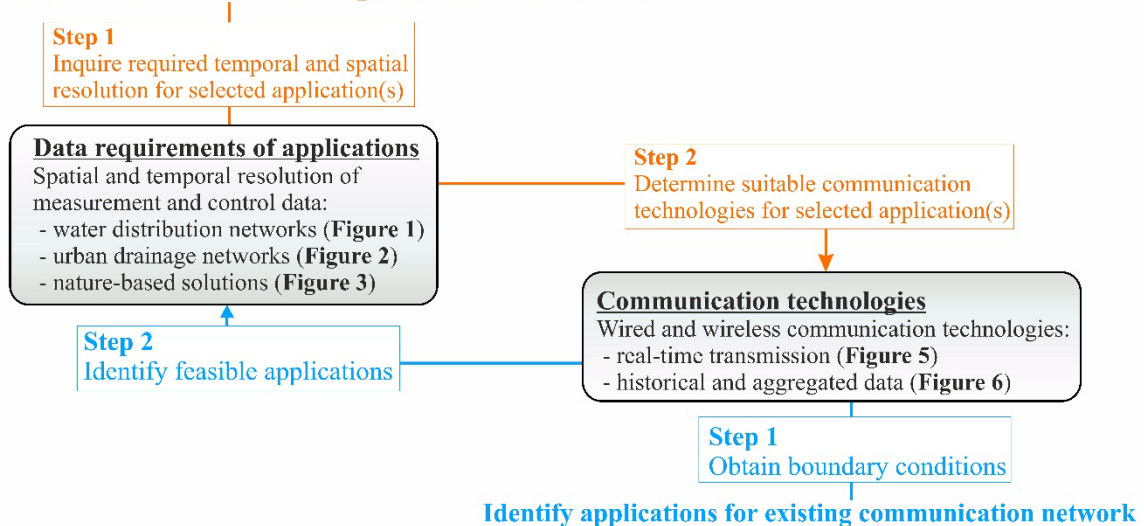 Step 1
Inquire required temporal and spatial
resolution for selected application(s)
Data requirements of applications
Spatial and temporal resolution of
measurement and control data:
- water distribution networks (Figure 1)
- urban drainage networks (Figure 2)
- nature-based solutions (Figure 3)
Step 2
Determine suitable communication
technologies for selected application(s)
Communication technologies
Wired and wireless communication technologies:
- real-time transmission (Figure 5)
- historical and aggregated data (Figure 6)
Step 2
Identify feasible applications
Step 1
Obtain boundary conditions
Identify applications for existing communication network